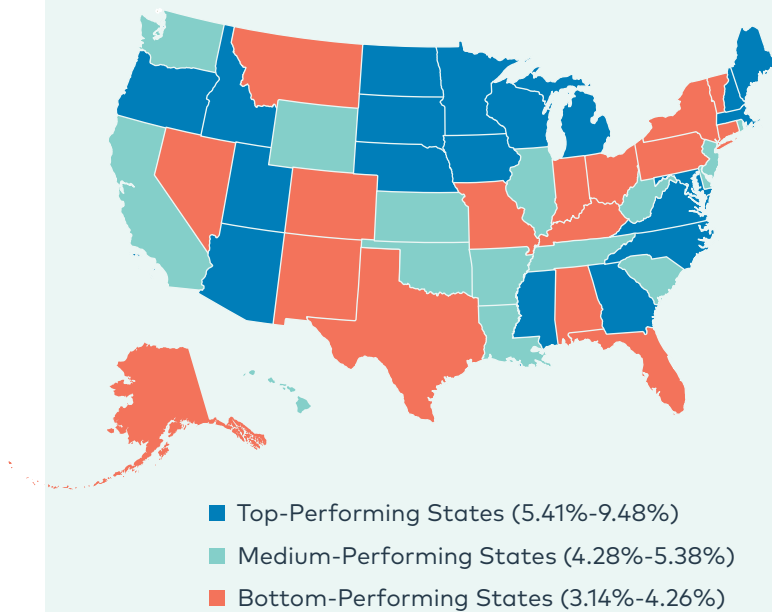 Top-Performing States (5.41%-9.48%)
Medium-Performing States (4.28%-5.38%)
Bottom-Performing States (3.14%-4.26%)